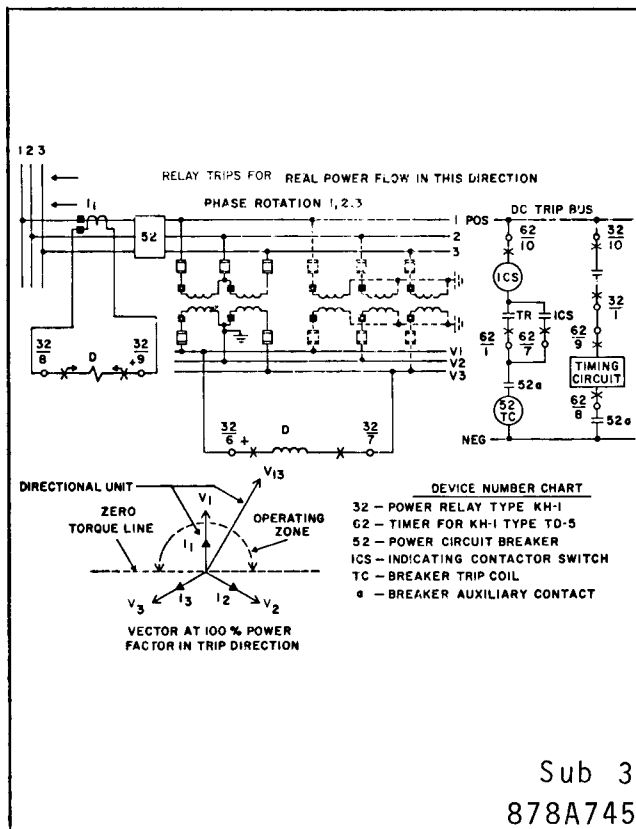 1 2 3
I1
RELAY TRIPS FOR REAL POWER FLOW IN THIS DIRECTION
PHASE ROTATION 1, 2, 3
52
1
2
3
POS
DC TRIP BUS
62
10
32
10
ICS
TR
ICS
62
1
62
7
32
1
62
9
TIMING
CIRCUIT
62
8
52a
52
TC
52a
NEG
32
8
D
+
32
9
V1
V2
V3
32
6
+
D
32
7
DIRECTIONAL UNIT
V13
ZERO
TORQUE LINE
V1
OPERATING
ZONE
I1
V3
I3
I2
V2
VECTOR AT 100 % POWER
FACTOR IN TRIP DIRECTION
DEVICE NUMBER CHART
32 - POWER RELAY TYPE KH-1
62 - TIMER FOR KH-1 TYPE TD-5
52 - POWER CIRCUIT BREAKER
ICS - INDICATING CONTACTOR SWITCH
TC - BREAKER TRIP COIL
a - BREAKER AUXILIARY CONTACT
Sub 3
878A745